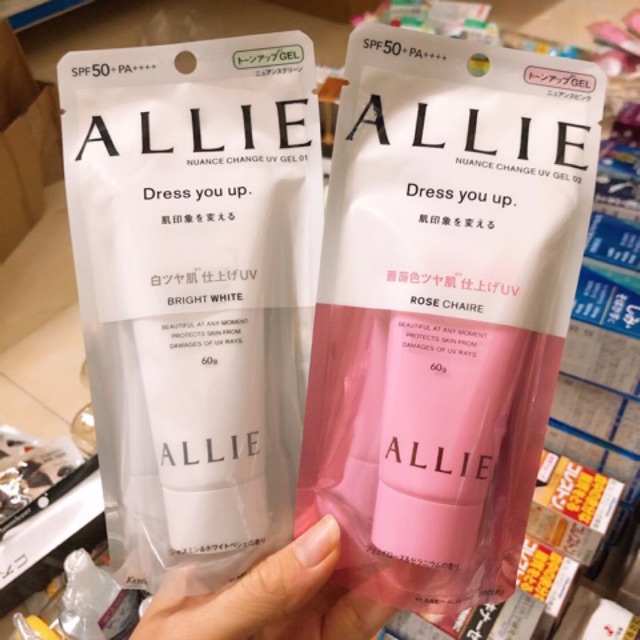 SPF50+ PA++++
トーンアップGEL
ニュアンスグリーン
ALLIE
NUANCE CHANGE UV GEL 01
Dress you up.
肌印象を変える
白ツヤ肌 仕上げUV
BRIGHT WHITE
BEAUTIFUL AT ANY MOMENT
PROTECTS SKIN FROM
DAMAGES OF UV RAYS.
60g
ALLIE
SPF50+ PA++++
トーンアップGEL
ニュアンスピンク
ALLIE
NUANCE CHANGE UV GEL 02
Dress you up.
肌印象を変える
薔薇色ツヤ肌 仕上げUV
ROSE CHAIRE
BEAUTIFUL AT ANY MOMENT
PROTECTS SKIN FROM
DAMAGES OF UV RAYS.
60g
ALLIE